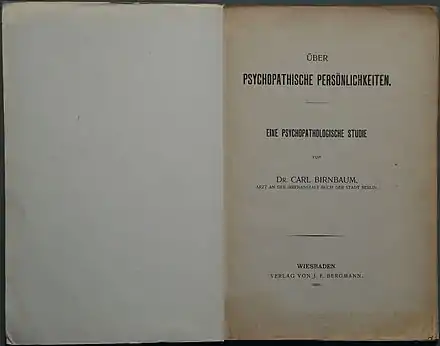 ÜBER
PSYCHOPATHISCHE PERSÖNLICHKEITEN.
EINE PSYCHOPATHOLOGISCHE STUDIE
VON
DR. CARL BIRNBAUM,
ARZT AN DER IRRENANSTALT BUCH DER STADT BERLIN.
WIESBADEN
VERLAG VON J. F. BERGMANN.